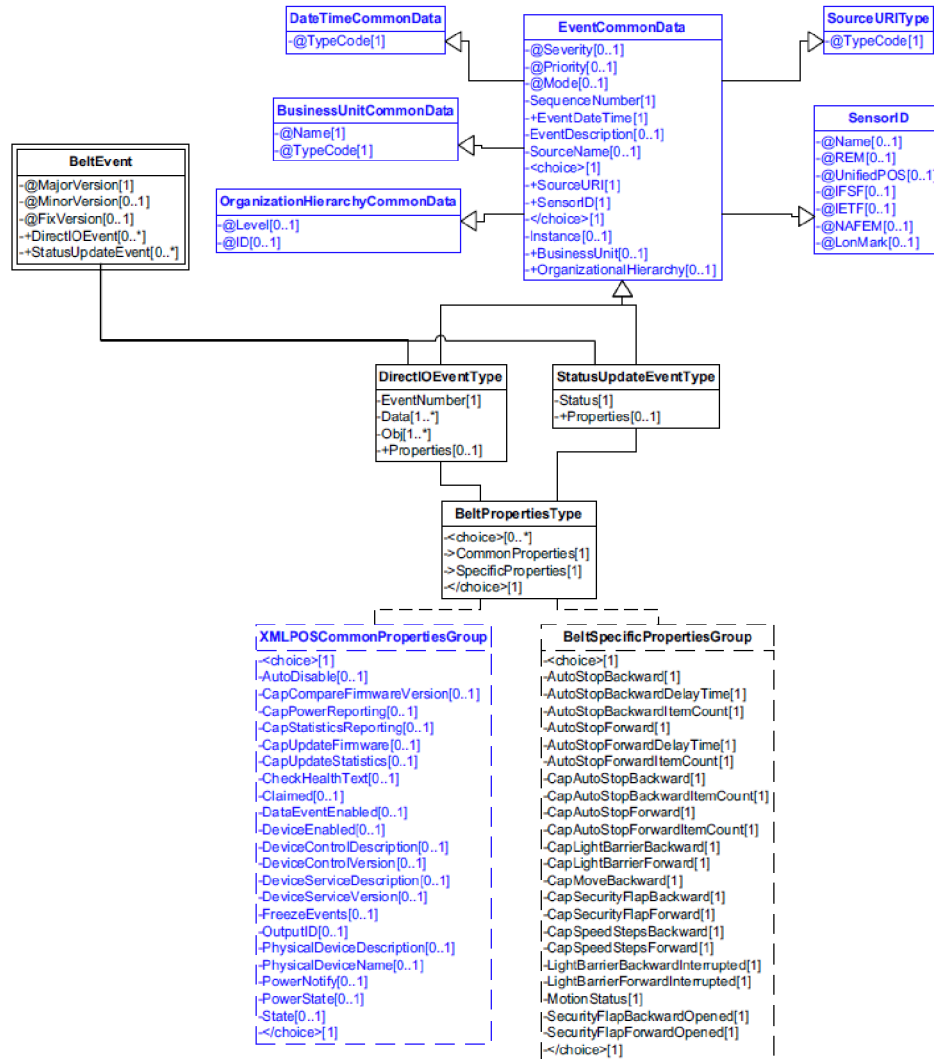 DateTimeCommonData
-@TypeCode[1]
EventCommonData
-@Severity[0..1]
-@Priority[0..1]
-@Mode[0..1]
-SequenceNumber[1]
-+EventDateTime[1]
-EventDescription[0..1]
-SourceName[0..1]
-<choice>[1]
-+SourceURI[1]
-+SensorID[1]
-</choice>[1]
-Instance[0..1]
-+BusinessUnit[0..1]
-+OrganizationalHierarchy[0..1]
SourceURIType
-@TypeCode[1]
BusinessUnitCommonData
-@Name[1]
-@TypeCode[1]
SensorID
-@Name[0..1]
-@REM[0..1]
-@UnifiedPOS[0..1]
-@IFSF[0..1]
-@IETF[0..1]
-@NAFEM[0..1]
-@LonMark[0..1]
BeltEvent
-@MajorVersion[1]
-@MinorVersion[0..1]
-@FixVersion[0..1]
-+DirectIOEvent[0..*]
-+StatusUpdateEvent[0..*]
OrganizationHierarchyCommonData
-@Level[0..1]
-@ID[0..1]
DirectIOEventType
-EventNumber[1]
-Data[1..*]
-Obj[1..*]
-+Properties[0..1]
StatusUpdateEventType
-Status[1]
-+Properties[0..1]
BeltPropertiesType
-<choice>[0..*]
->CommonProperties[1]
->SpecificProperties[1]
-</choice>[1]
XMLPOSCommonPropertiesGroup
-<choice>[1]
-AutoDisable[0..1]
-CapCompareFirmwareVersion[0..1]
-CapPowerReporting[0..1]
-CapStatisticsReporting[0..1]
-CapUpdateFirmware[0..1]
-CapUpdateStatistics[0..1]
-CheckHealthText[0..1]
-Claimed[0..1]
-DataEventEnabled[0..1]
-DeviceEnabled[0..1]
-DeviceControlDescription[0..1]
-DeviceControlVersion[0..1]
-DeviceServiceDescription[0..1]
-DeviceServiceVersion[0..1]
-FreezeEvents[0..1]
-OutputID[0..1]
-PhysicalDeviceDescription[0..1]
-PhysicalDeviceName[0..1]
-PowerNotify[0..1]
-PowerState[0..1]
-State[0..1]
-</choice>[1]
BeltSpecificPropertiesGroup
-<choice>[1]
-AutoStopBackward[1]
-AutoStopBackwardDelayTime[1]
-AutoStopBackwardItemCount[1]
-AutoStopForward[1]
-AutoStopForwardDelayTime[1]
-AutoStopForwardItemCount[1]
-CapAutoStopBackward[1]
-CapAutoStopBackwardItemCount[1]
-CapAutoStopForward[1]
-CapAutoStopForwardItemCount[1]
-CapLightBarrierBackward[1]
-CapLightBarrierForward[1]
-CapMoveBackward[1]
-CapSecurityFlapBackward[1]
-CapSecurityFlapForward[1]
-CapSpeedStepsBackward[1]
-CapSpeedStepsForward[1]
-LightBarrierBackwardInterrupted[1]
-LightBarrierForwardInterrupted[1]
-MotionStatus[1]
-SecurityFlapBackwardOpened[1]
-SecurityFlapForwardOpened[1]
-</choice>[1]